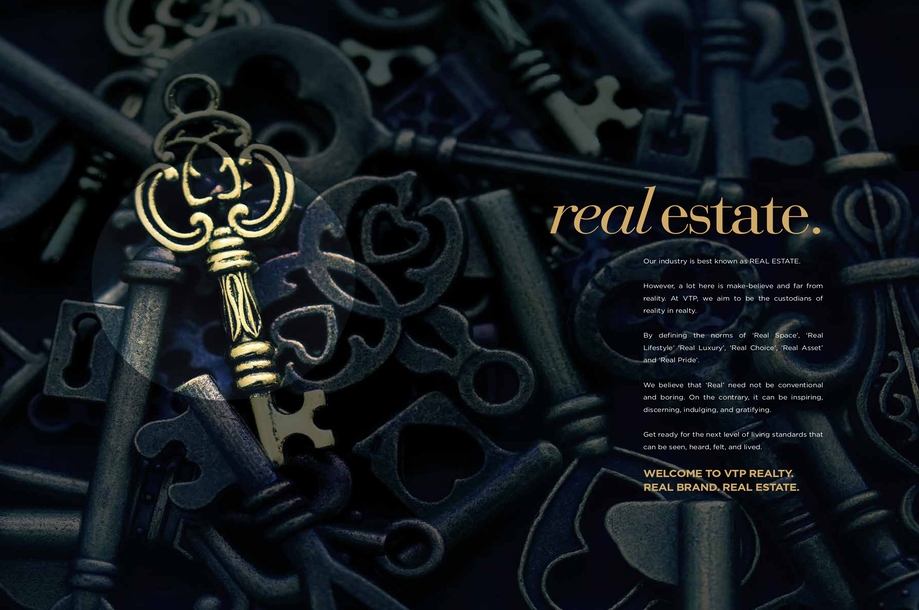 real estate.
Our industry is best known as REAL ESTATE.
However, a lot here is make-believe and far from
reality. At VTP, we aim to be the custodians of
reality in realty.
By defining the norms of ‘Real Space’, ‘Real
Lifestyle’ ‘Real Luxury’, ‘Real Choice’, ‘Real Asset’
and ‘Real Pride’.
We believe that ‘Real’ need not be conventional
and boring. On the contrary, it can be inspiring,
discerning, indulging, and gratifying.
Get ready for the next level of living standards that
can be seen, heard, felt, and lived.
WELCOME TO VTP REALTY.
REAL BRAND. REAL ESTATE.